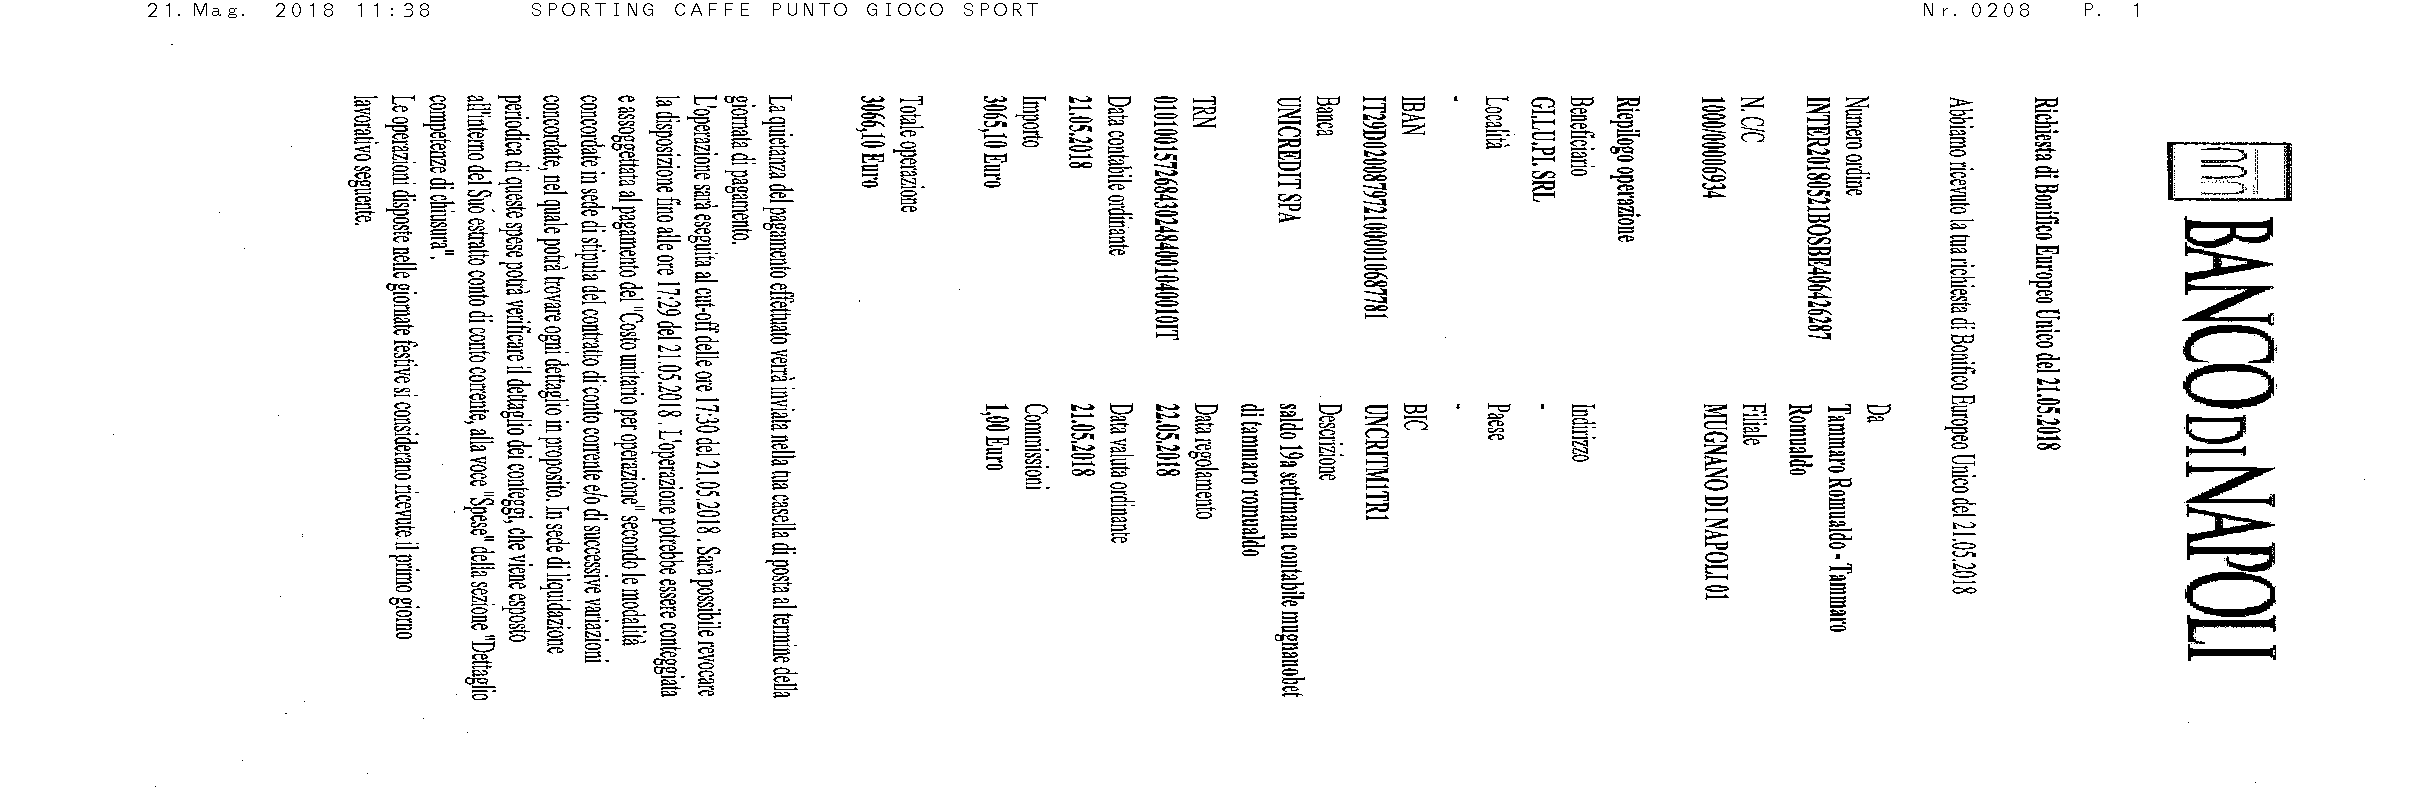 21.Mag. 2018 11:38 SPORTING CAFFE PUNTO GIOCO SPORT Nr.0208 P. 1
BANCO DI NAPOLI
Richiesta di Bonifico Europeo Unico del 21.05.2018
Abbiamo ricevuto la tua richiesta di Bonifico Europeo Unico del 21.05.2018
Numero ordine
INTER20180521BOSBE406426287
Da
Tammaro Romualdo - Tammaro
Romualdo
N. C/C
1000/00006934
Filiale
MUGNANO DI NAPOLI 01
Riepilogo operazione
Beneficiario
GI.LU.PI. SRL
Indirizzo
-
Località
-
Paese
-
IBAN
IT29D0200879721000010687781
BIC
UNCRITM1TR1
Banca
UNICREDIT SPA
Descrizione
saldo 19a settimana contabile mugnanobet
di tammaro romualdo
TRN
0101001572684302484001040010IT
Data regolamento
22.05.2018
Data contabile ordinante
21.05.2018
Data valuta ordinante
21.05.2018
Importo
3065,10 Euro
Commissioni
1,00 Euro
Totale operazione
3066,10 Euro
La quietanza del pagamento effettuato verrà inviata nella tua casella di posta al termine della
giornata di pagamento.
L'operazione sarà eseguita al cut-off delle ore 17:30 del 21.05.2018 . Sarà possibile revocare
la disposizione fino alle ore 17:29 del 21.05.2018 . L'operazione potrebbe essere conteggiata
e assoggettata al pagamento del "Costo unitario per operazione" secondo le modalità
concordate in sede di stipula del contratto di conto corrente e/o di successive variazioni
concordate, nel quale potrà trovare ogni dettaglio in proposito. In sede di liquidazione
periodica di queste spese potrà verificare il dettaglio dei conteggi, che viene esposto
all'interno del Suo estratto conto di conto corrente, alla voce "Spese" della sezione "Dettaglio
competenze di chiusura".
Le operazioni disposte nelle giornate festive si considerano ricevute il primo giorno
lavorativo seguente.